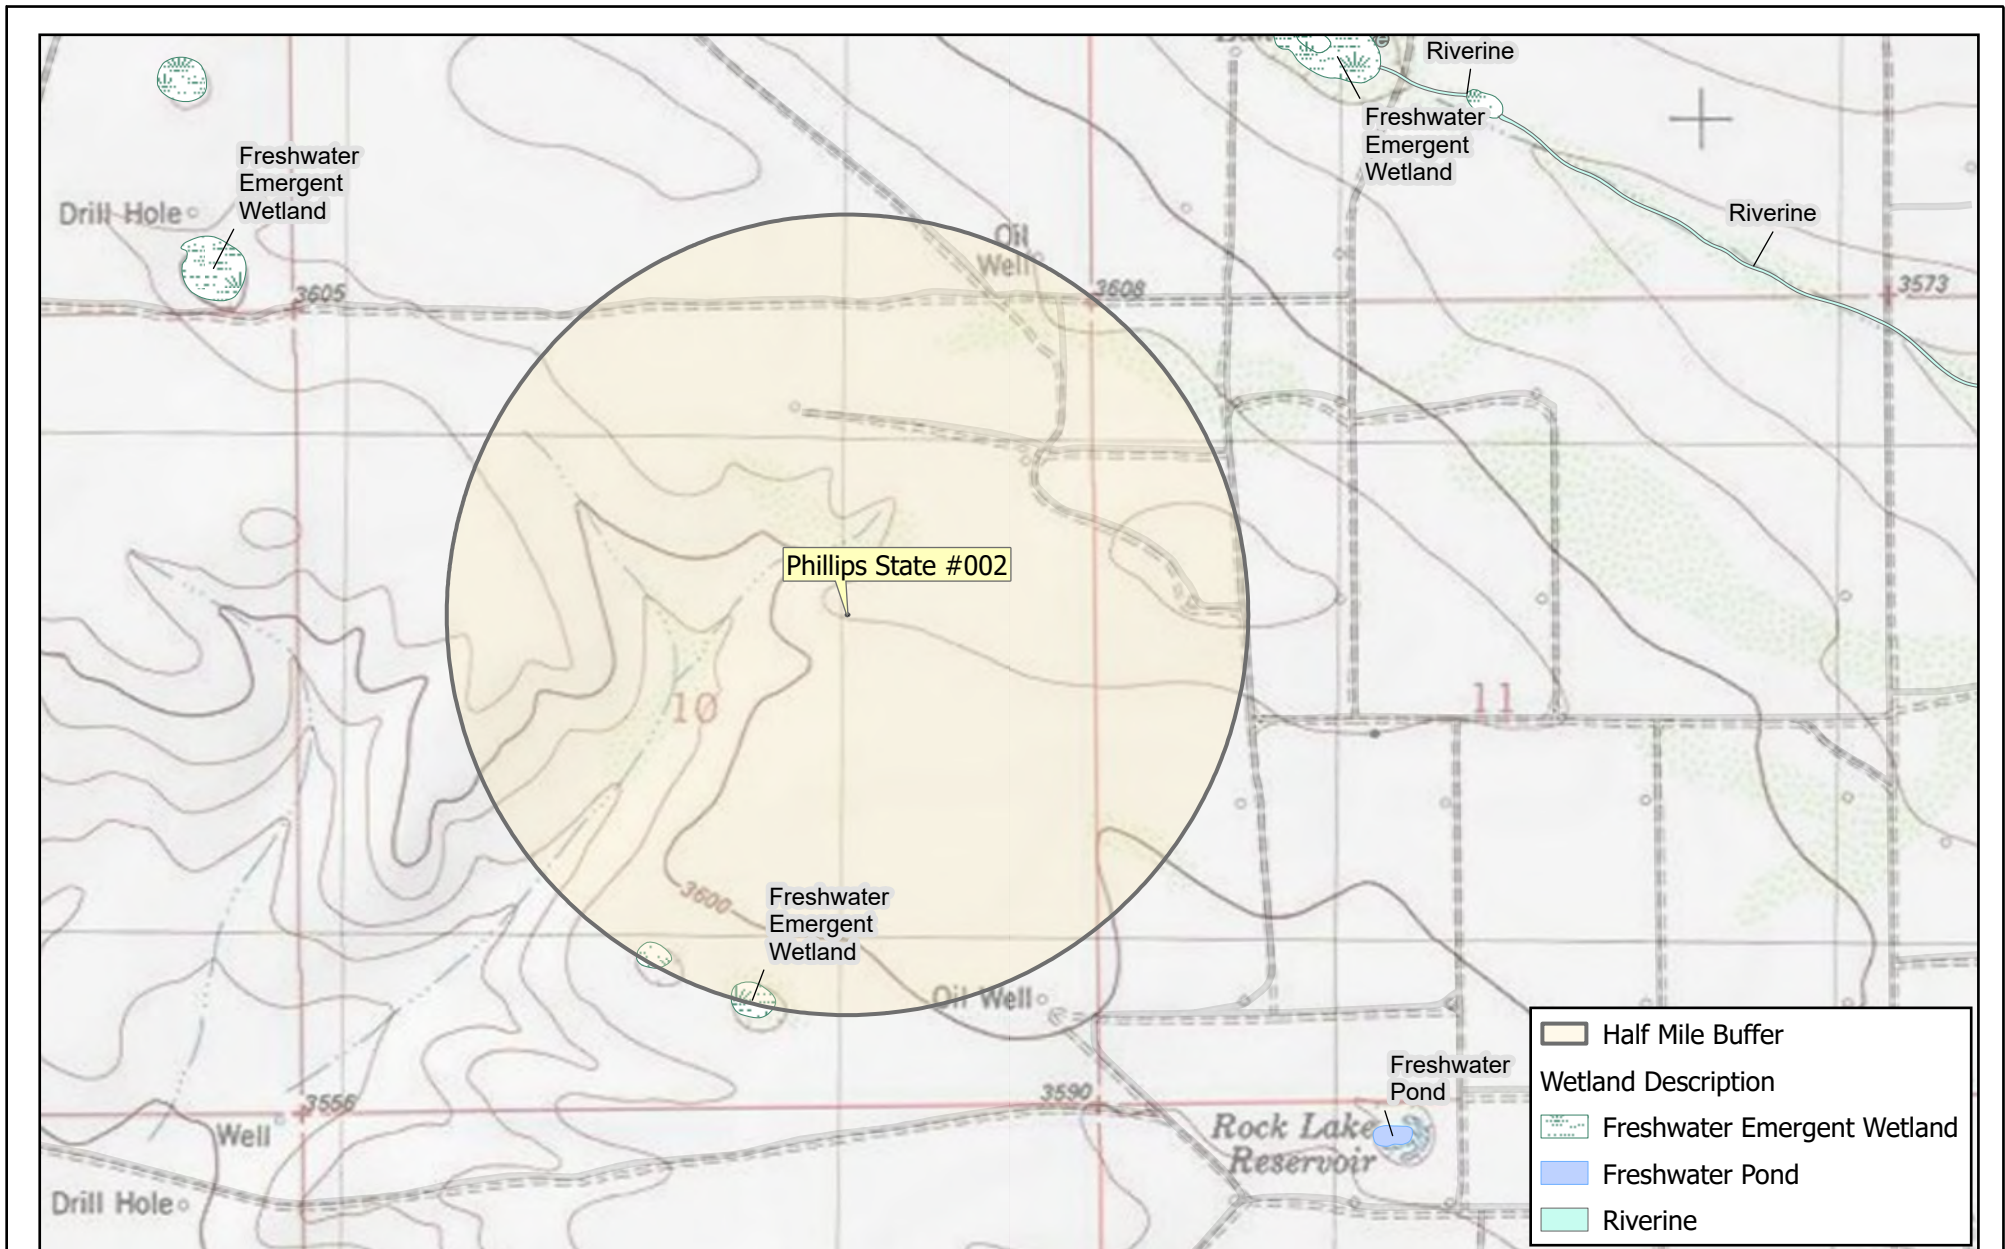 Riverine
Freshwater
Emergent
Wetland
Freshwater
Emergent
Wetland
Drill Hole
Riverine
Oil
Well
3605
3608
3573
Phillips State #002
10
11
3600
Freshwater
Emergent
Wetland
Oil Well
Half Mile Buffer
Wetland Description
Freshwater Emergent Wetland
Freshwater Pond
Riverine
Freshwater
Pond
3556
3590
Well
Rock Lake
Reservoir
Drill Hole